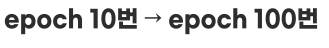 epoch 10번 → epoch 100번